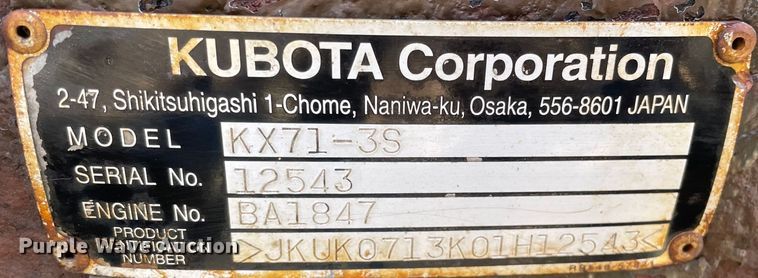 KUBOTA Corporation
2-47, Shikitsuhigashi 1-Chome, Naniwa-ku, Osaka, 556-8601 JAPAN
MODEL KX71-3S
SERIAL No. 12543
ENGINE No. BA1847
PRODUCT
IDENTIFICATION
NUMBER >JKUK0713K01H12543<
Purple Wave Auction